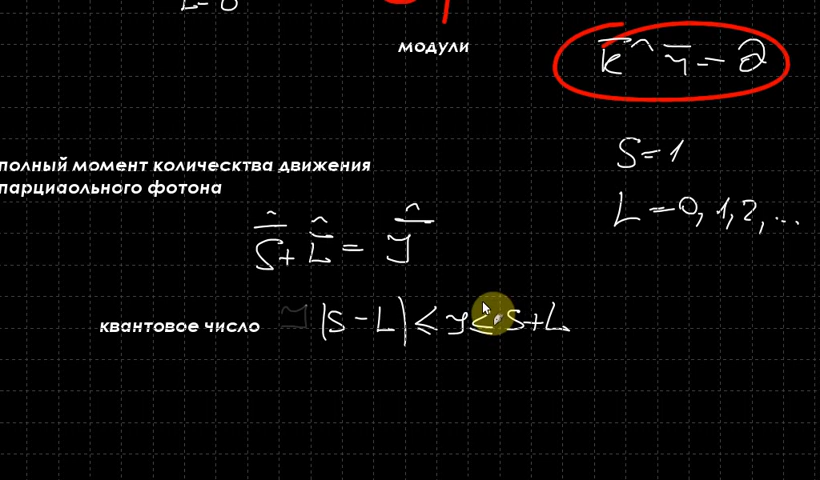 L = 0
модули
S = 1
полный момент количества движения
парциаольного фотона
L = 0, 1, 2, ...
S + L = J
квантовое число |S - L| ≤ J ≤ S + L